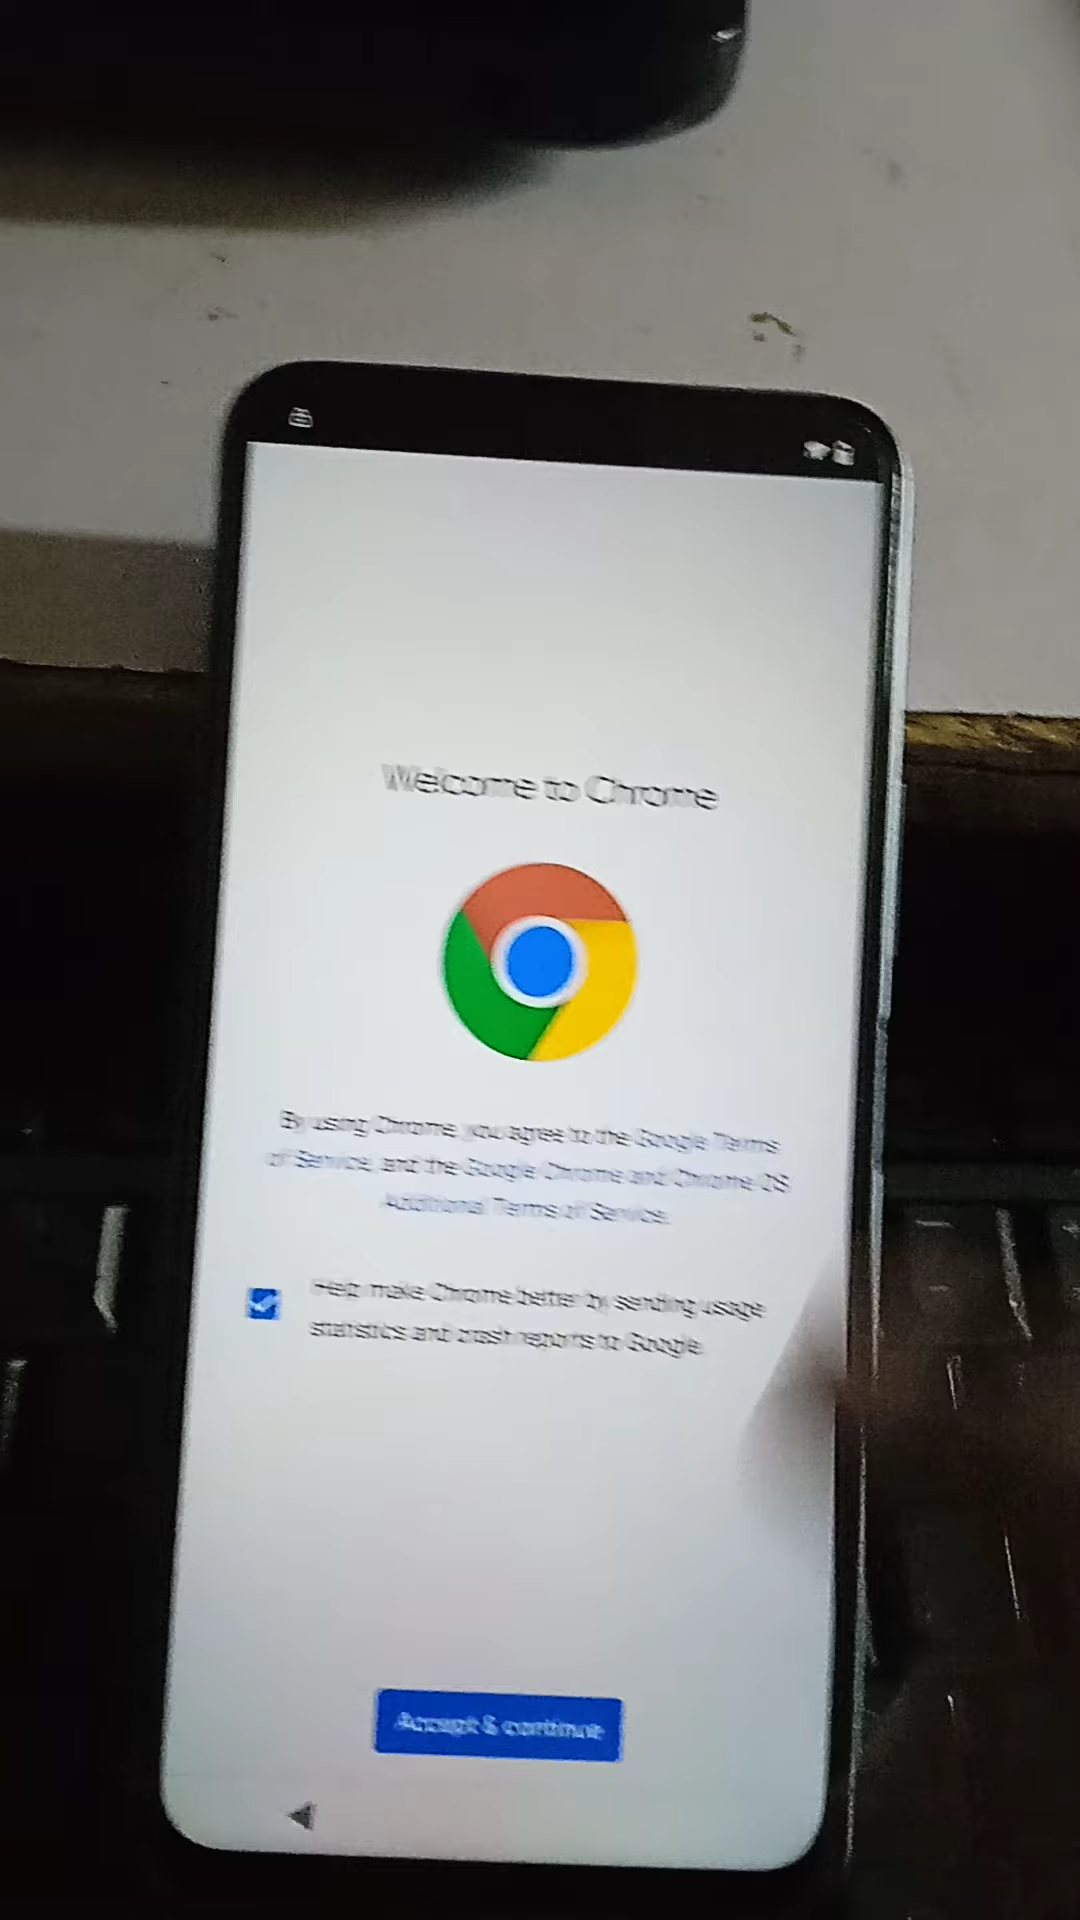 Welcome to Chrome
By using Chrome, you agree to the Google Terms
of Service, and the Google Chrome and Chrome OS
Additional Terms of Service.
Help make Chrome better by sending usage
statistics and crash reports to Google.
Accept & continue